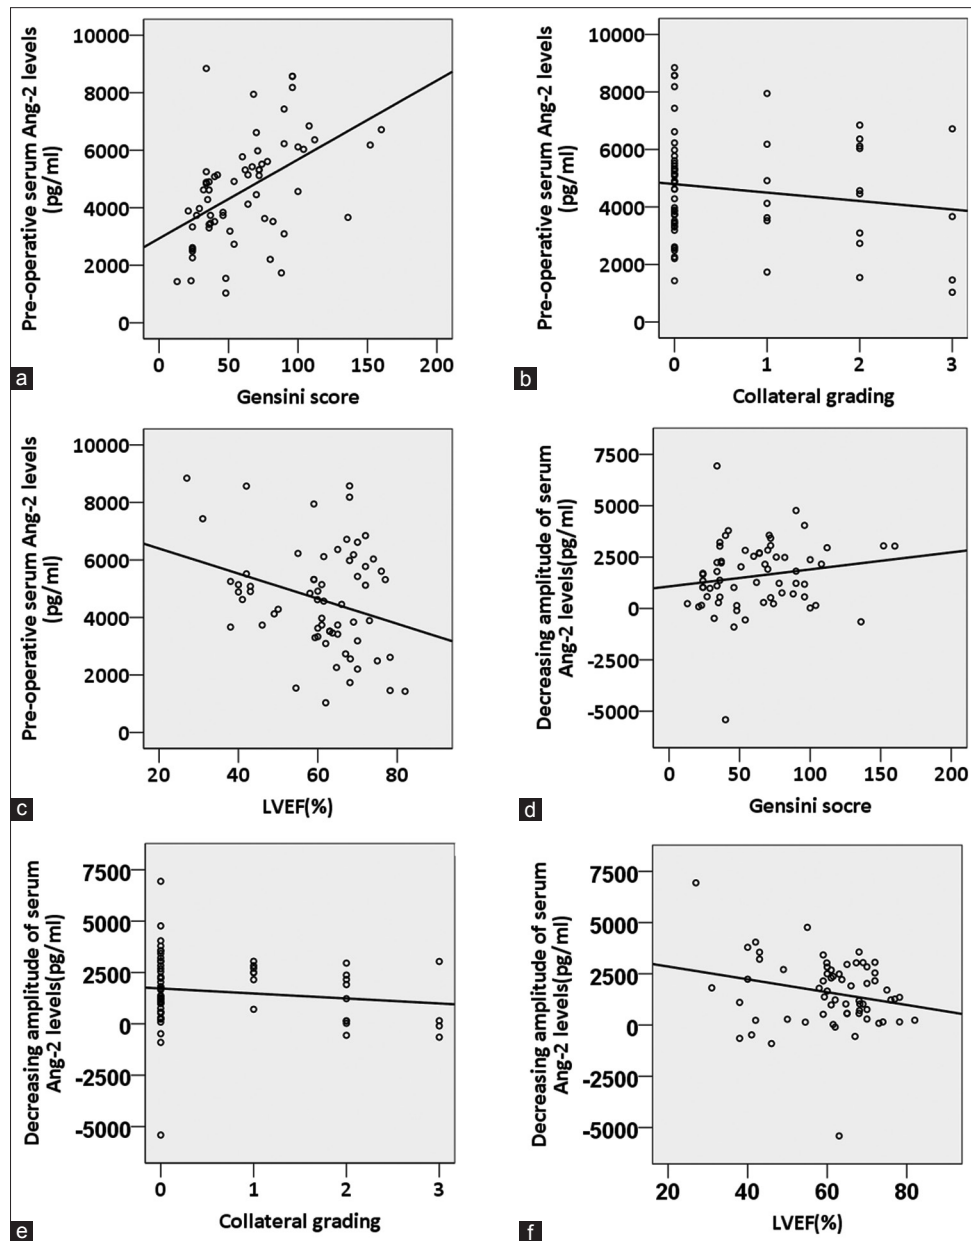 Pre-operative serum Ang-2 levels
(pg/ml)
10000
8000
6000
4000
2000
0
0 50 100 150 200
Gensini score
a
Pre-operative serum Ang-2 levels
(pg/ml)
10000
8000
6000
4000
2000
0
0 1 2 3
Collateral grading
b
Pre-operative serum Ang-2 levels
(pg/ml)
10000
8000
6000
4000
2000
0
20 40 60 80
LVEF(%)
c
Decreasing amplitude of serum
Ang-2 levels(pg/ml)
7500
5000
2500
0
-2500
-5000
0 50 100 150 200
Gensini socre
d
Decreasing amplitude of serum
Ang-2 levels(pg/ml)
7500
5000
2500
0
-2500
-5000
0 1 2 3
Collateral grading
e
Decreasing amplitude of serum
Ang-2 levels(pg/ml)
7500
5000
2500
0
-2500
-5000
20 40 60 80
LVEF(%)
f